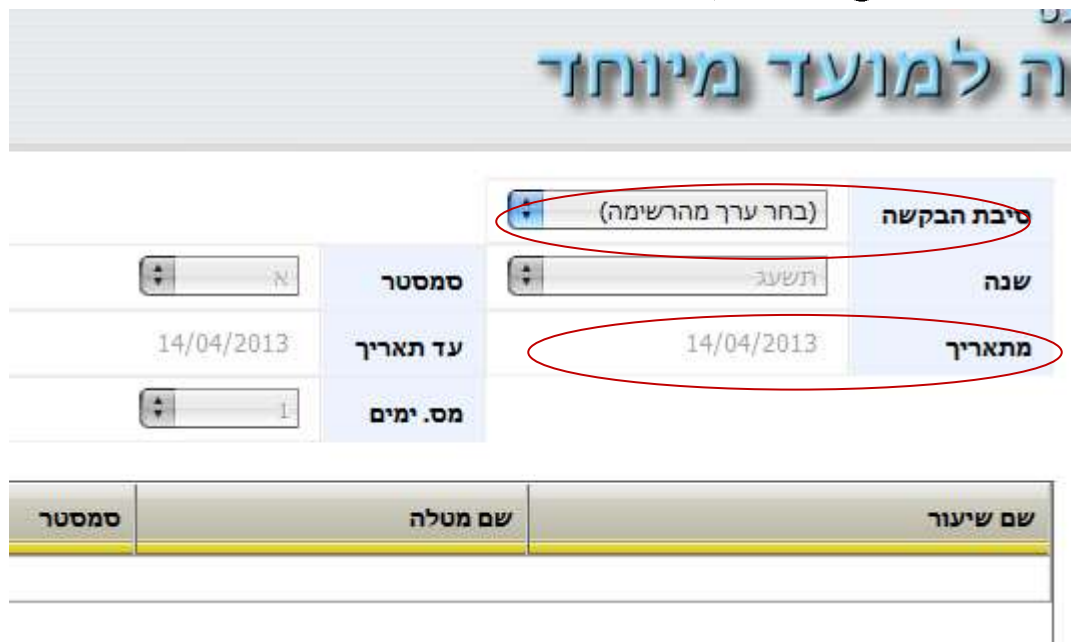 ה למועד מיוחד
סיבת הבקשה (בחר ערך מהרשימה)
שנה תשעג סמסטר א
מתאריך 14/04/2013 עד תאריך 14/04/2013
מס. ימים 1
שם שיעור שם מטלה סמסטר